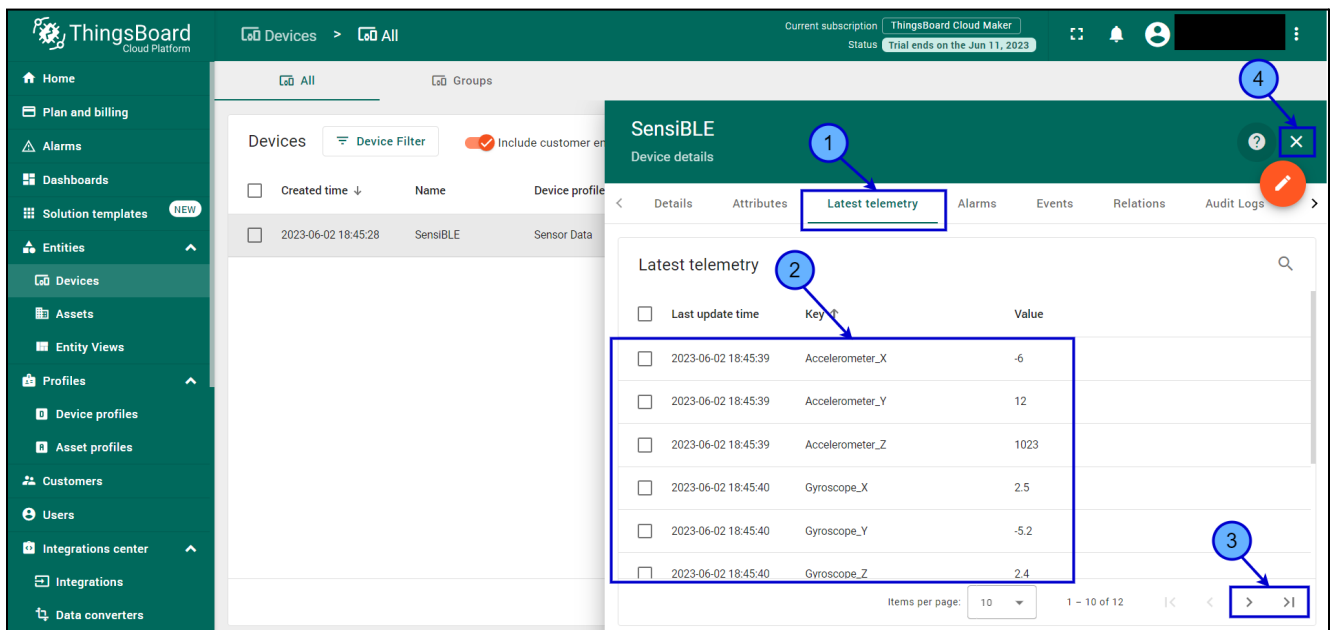 ThingsBoard
Cloud Platform
Devices > All
Current subscription ThingsBoard Cloud Maker
Status Trial ends on the Jun 11, 2023
Home
Plan and billing
Alarms
Dashboards
Solution templates NEW
Entities
Devices
Assets
Entity Views
Profiles
D Device profiles
A Asset profiles
Customers
Users
Integrations center
Integrations
Data converters
All Groups
Devices Device Filter Include customer en
Created time ↓ Name Device profile
2023-06-02 18:45:28 SensiBLE Sensor Data
4
SensiBLE
Device details
1
?
Details Attributes Latest telemetry Alarms Events Relations Audit Logs
Latest telemetry
2
Last update time Key ↑ Value
2023-06-02 18:45:39 Accelerometer_X -6
2023-06-02 18:45:39 Accelerometer_Y 12
2023-06-02 18:45:39 Accelerometer_Z 1023
2023-06-02 18:45:40 Gyroscope_X 2.5
2023-06-02 18:45:40 Gyroscope_Y -5.2
2023-06-02 18:45:40 Gyroscope_Z 2.4
3
Items per page: 10 1 – 10 of 12